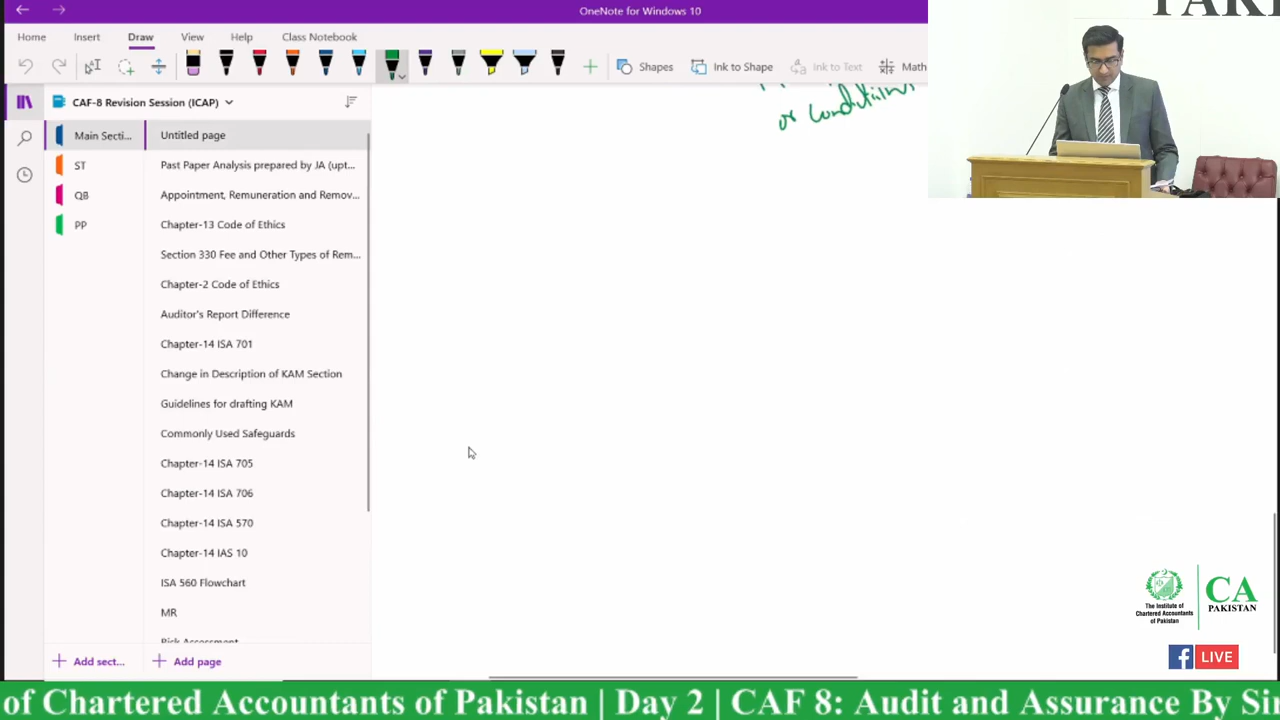 OneNote for Windows 10
Home Insert Draw View Help Class Notebook
Shapes Ink to Shape Ink to Text Math
CAF-8 Revision Session (ICAP)
Main Secti...
ST
QB
PP
Untitled page
Past Paper Analysis prepared by JA (upt...
Appointment, Remuneration and Remov...
Chapter-13 Code of Ethics
Section 330 Fee and Other Types of Rem...
Chapter-2 Code of Ethics
Auditor's Report Difference
Chapter-14 ISA 701
Change in Description of KAM Section
Guidelines for drafting KAM
Commonly Used Safeguards
Chapter-14 ISA 705
Chapter-14 ISA 706
Chapter-14 ISA 570
Chapter-14 IAS 10
ISA 560 Flowchart
MR
Risk Assessment
Add sect...
Add page
or conditions
The Institute of
Chartered Accountants
of Pakistan
CA
PAKISTAN
LIVE
of Chartered Accountants of Pakistan | Day 2 | CAF 8: Audit and Assurance By Sir